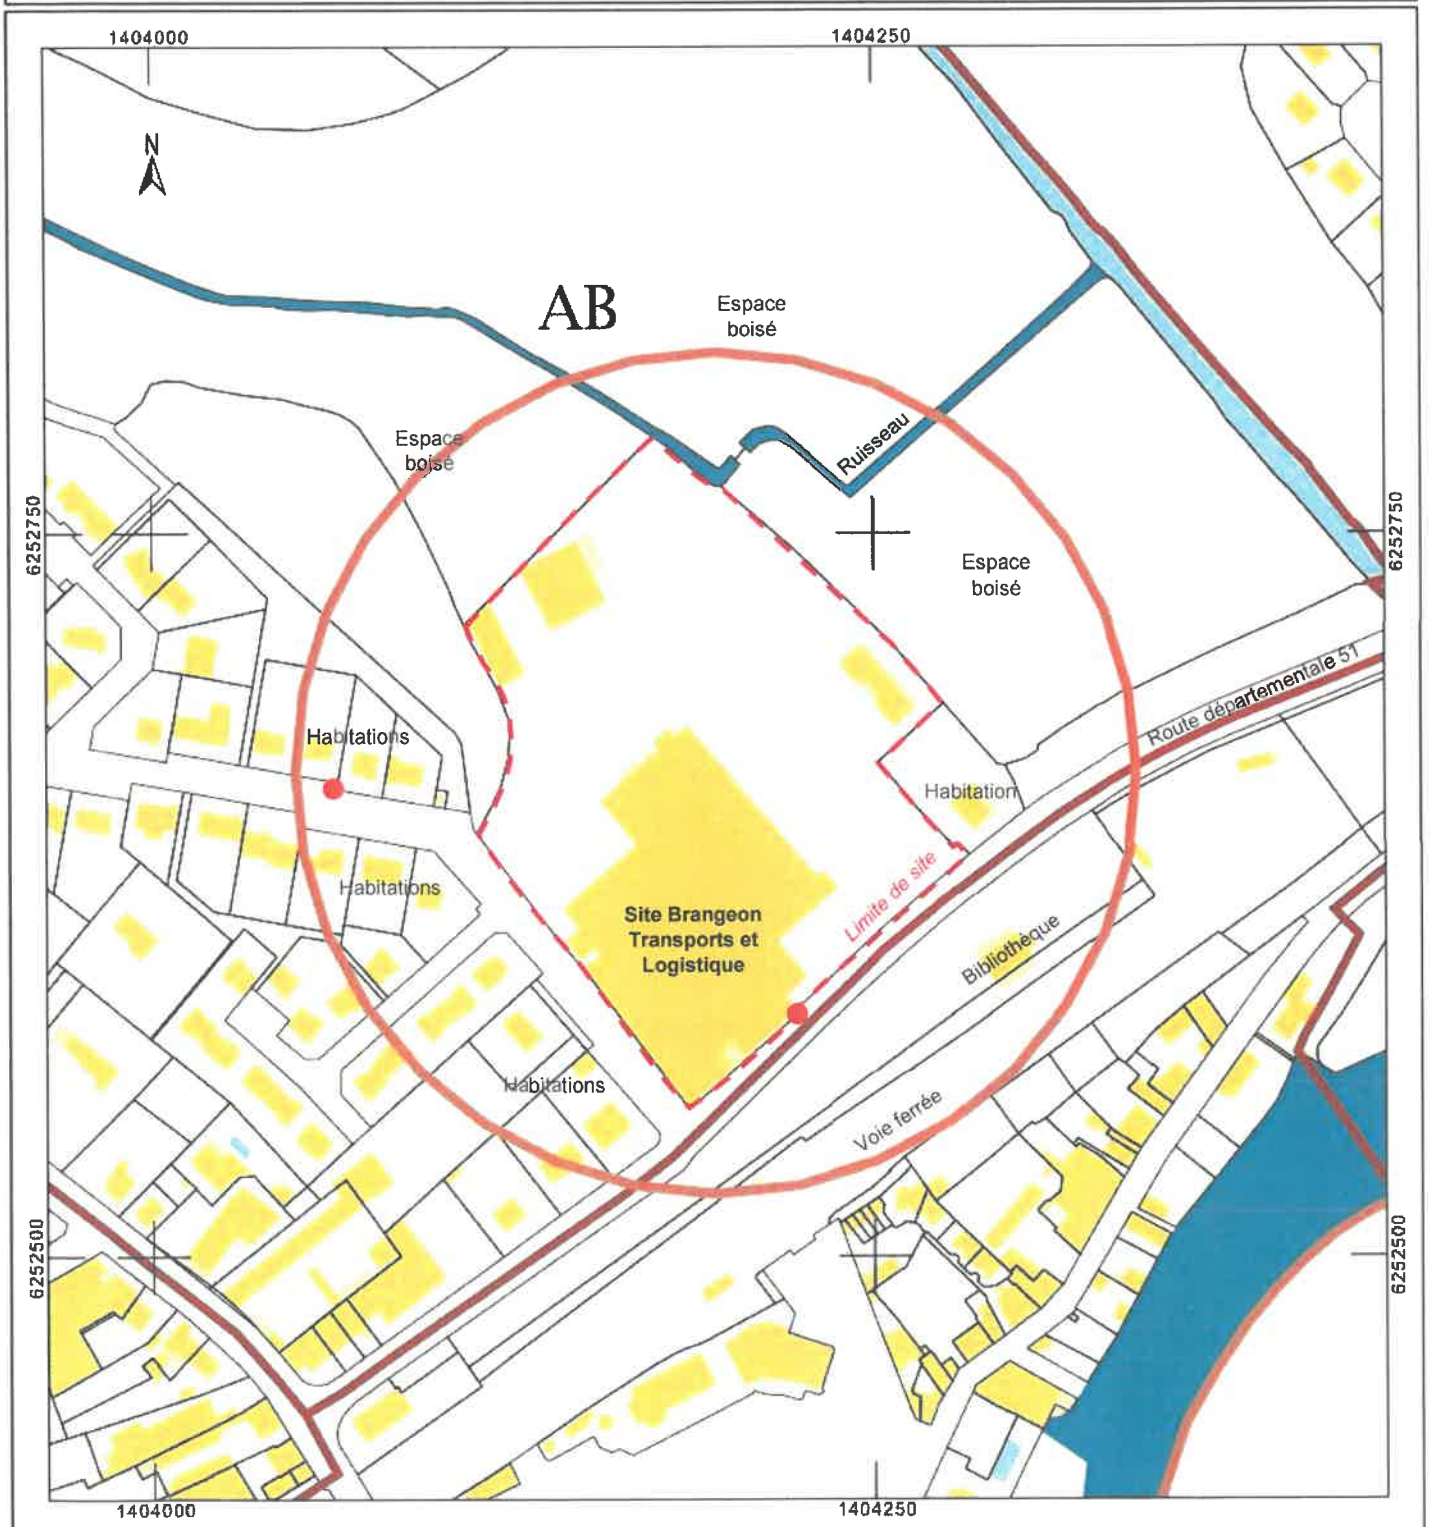 1404000
1404250
N
AB
Espace
boisé
Espace
boisé
Ruisseau
6252750
6252750
Espace
boisé
Route départementale 51
Habitations
Habitation
Limite de site
Habitations
Site Brangeon
Transports et
Logistique
Bibliothèque
Habitations
Voie ferrée
6252500
6252500
1404000
1404250